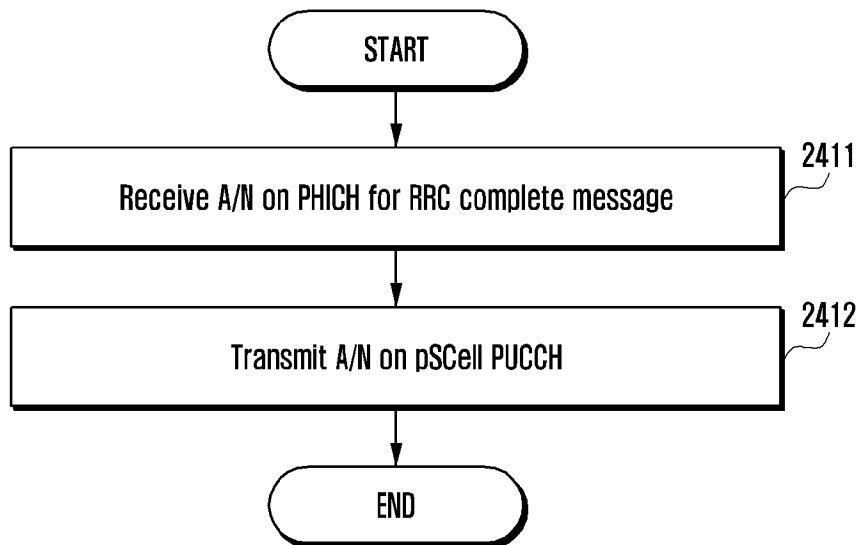 START
2411
Receive A/N on PHICH for RRC complete message
2412
Transmit A/N on pSCell PUCCH
END